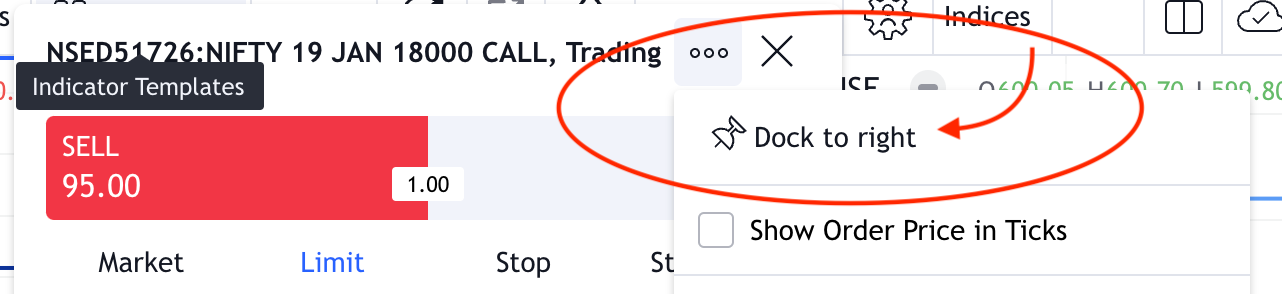 Indices
NSED51726:NIFTY 19 JAN 18000 CALL, Trading
Indicator Templates
SELL
95.00
1.00
Dock to right
Show Order Price in Ticks
Market
Limit
Stop
St